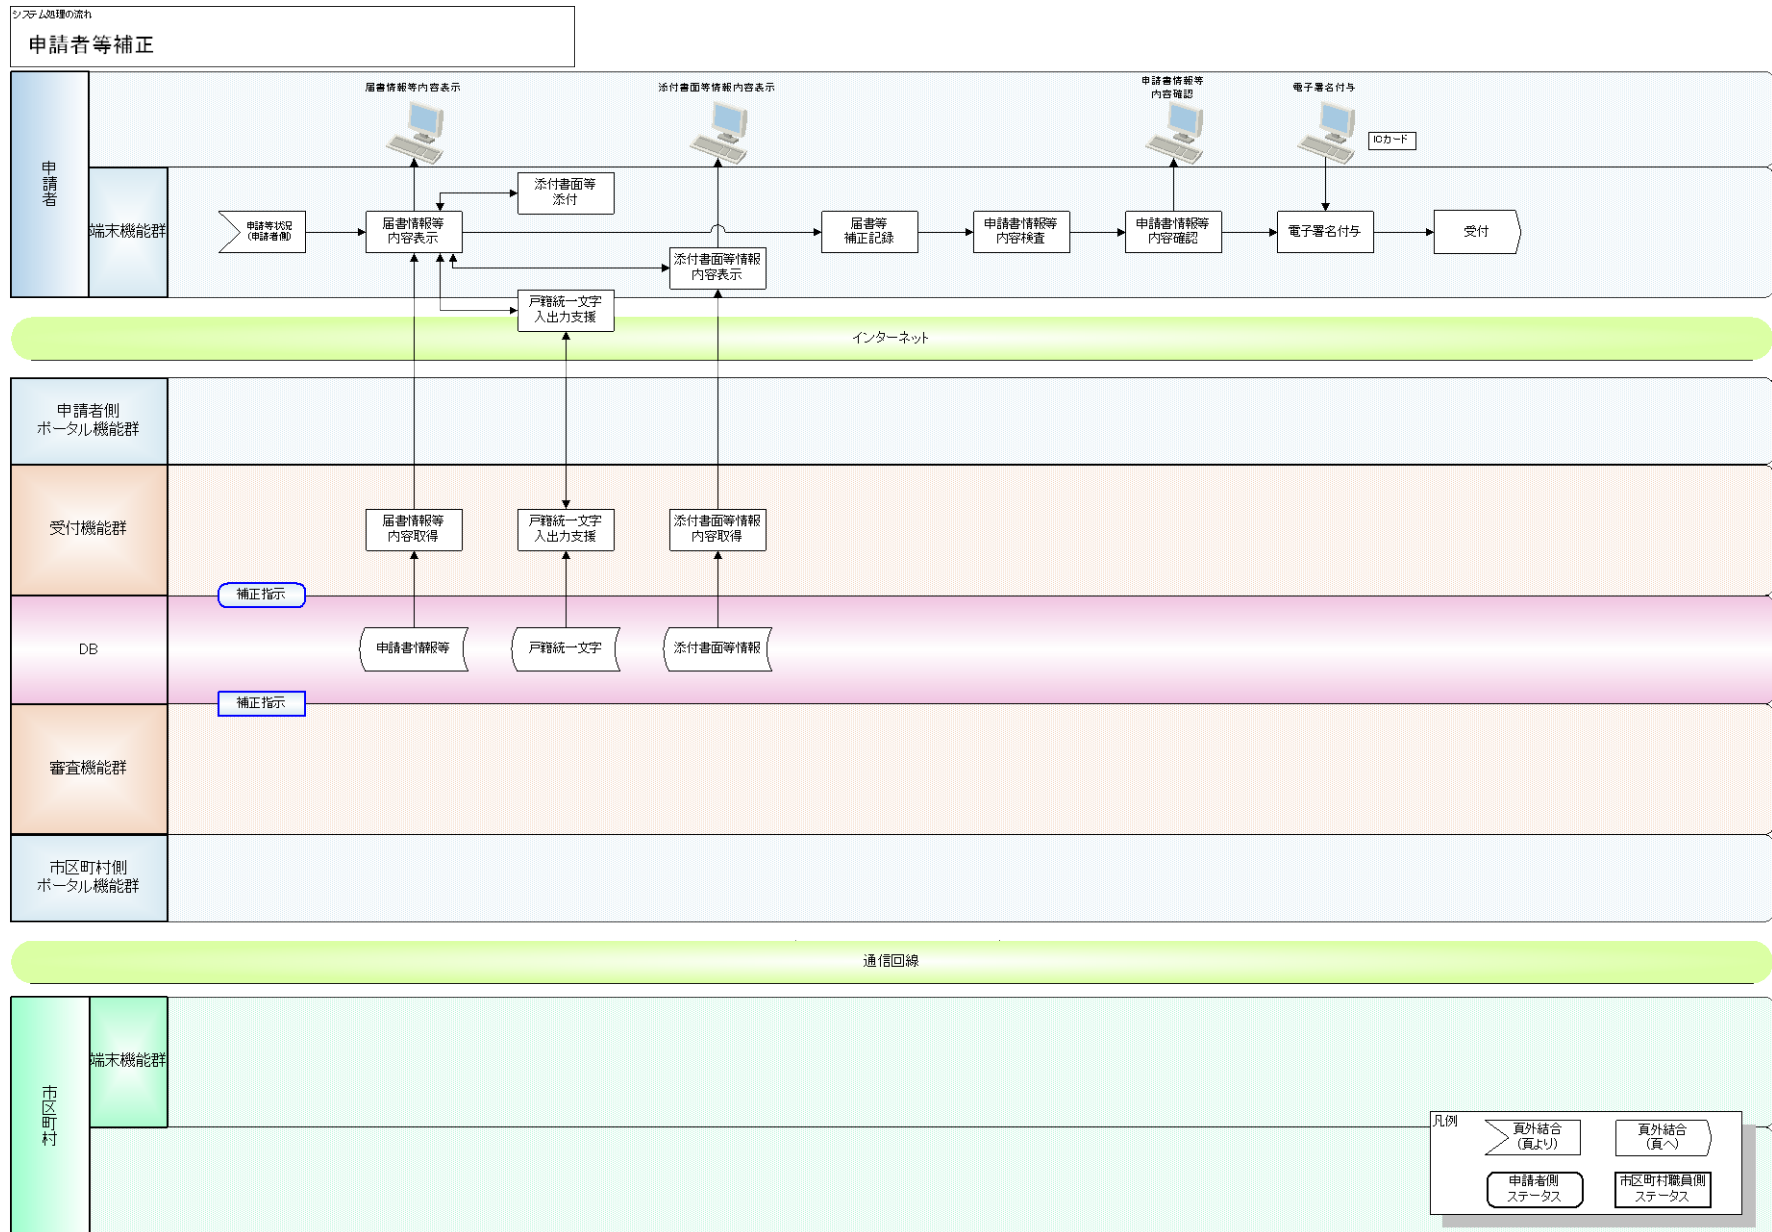 システム処理の流れ
申請者等補正
届書情報等内容表示
添付書面等情報内容表示
申請書情報等
内容確認
電子署名付与
ICカード
申請者
端末機能群
申請等状況
(申請者側)
届書情報等
内容表示
添付書面等
添付
添付書面等情報
内容表示
戸籍統一文字
入出力支援
届書等
補正記録
申請書情報等
内容検査
申請書情報等
内容確認
電子署名付与
受付
インターネット
申請者側
ポータル機能群
受付機能群
届書情報等
内容取得
戸籍統一文字
入出力支援
添付書面等情報
内容取得
補正指示
DB
申請書情報等
戸籍統一文字
添付書面等情報
補正指示
審査機能群
市区町村側
ポータル機能群
通信回線
市区町村
端末機能群
凡例
頁外結合
(頁より)
頁外結合
(頁へ)
申請者側
ステータス
市区町村職員側
ステータス